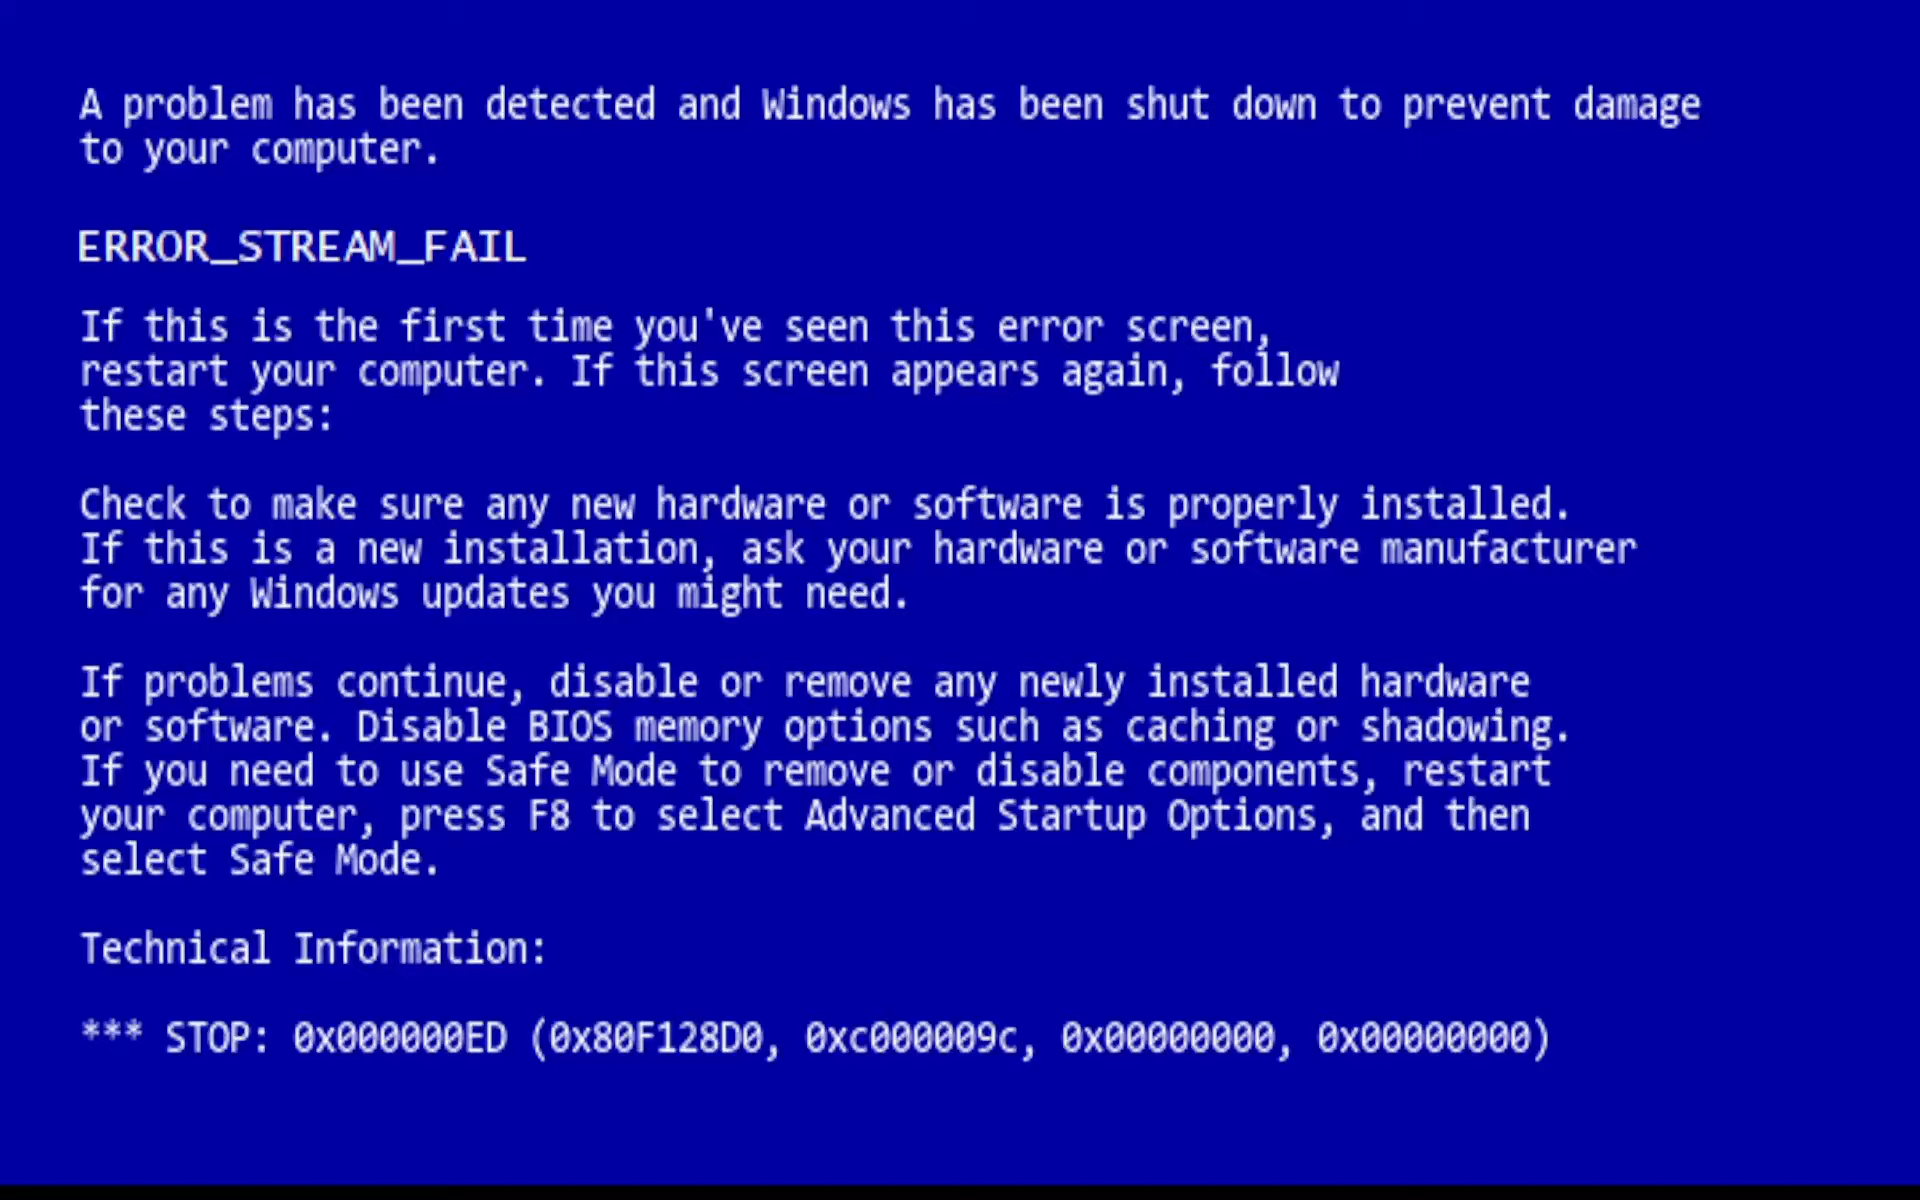 A problem has been detected and Windows has been shut down to prevent damage
to your computer.
ERROR_STREAM_FAIL
If this is the first time you've seen this error screen,
restart your computer. If this screen appears again, follow
these steps:
Check to make sure any new hardware or software is properly installed.
If this is a new installation, ask your hardware or software manufacturer
for any Windows updates you might need.
If problems continue, disable or remove any newly installed hardware
or software. Disable BIOS memory options such as caching or shadowing.
If you need to use Safe Mode to remove or disable components, restart
your computer, press F8 to select Advanced Startup Options, and then
select Safe Mode.
Technical Information:
*** STOP: 0x000000ED (0x80F128D0, 0xc000009c, 0x00000000, 0x00000000)